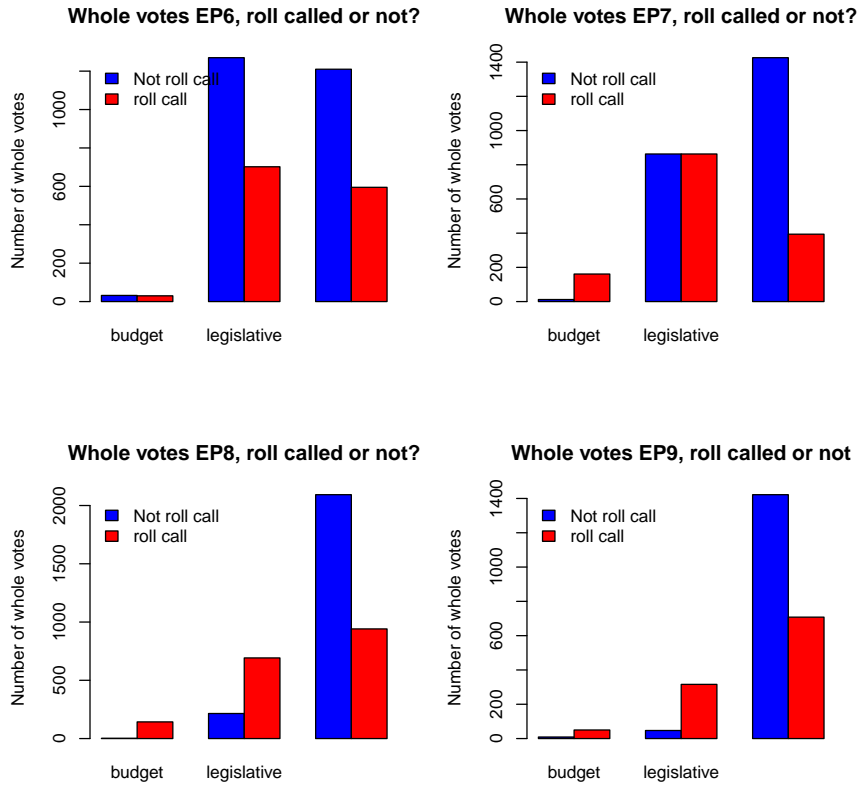 Whole votes EP6, roll called or not?
Number of whole votes
0
200
600
1000
Not roll call
roll call
budget
legislative
Whole votes EP7, roll called or not?
Number of whole votes
0
200
600
1000
1400
Not roll call
roll call
budget
legislative
Whole votes EP8, roll called or not?
Number of whole votes
0
500
1000
1500
2000
Not roll call
roll call
budget
legislative
Whole votes EP9, roll called or not
Number of whole votes
0
200
600
1000
1400
Not roll call
roll call
budget
legislative